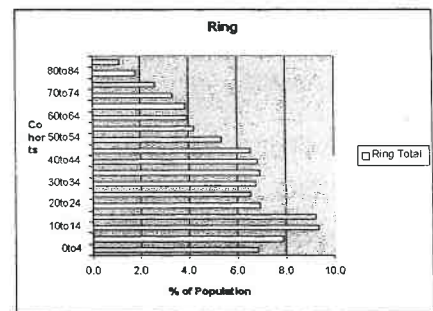 Ring
80to84
70to74
60to64
Co
hor
ts
50to54
40to44
30to34
20to24
10to14
0to4
Ring Total
0.0 2.0 4.0 6.0 8.0 10.0
% of Population